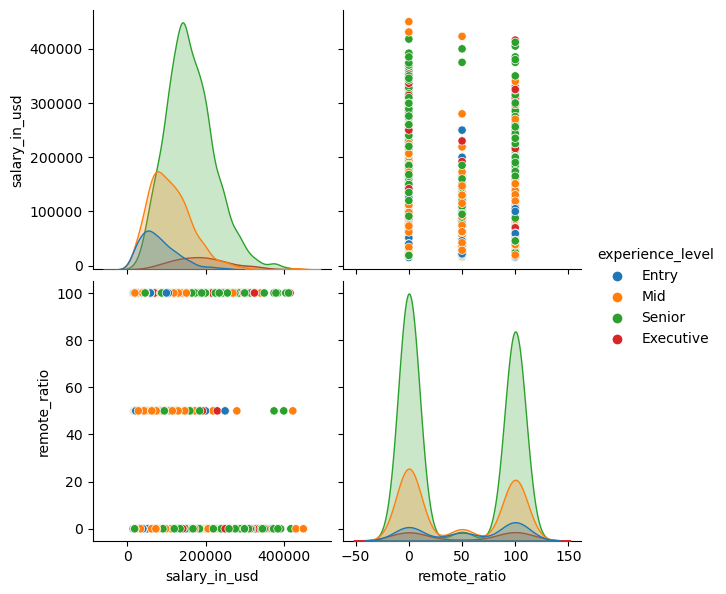 salary_in_usd
400000
300000
200000
100000
0
remote_ratio
100
80
60
40
20
0
0
200000
400000
salary_in_usd
−50
0
50
100
150
remote_ratio
experience_level
Entry
Mid
Senior
Executive